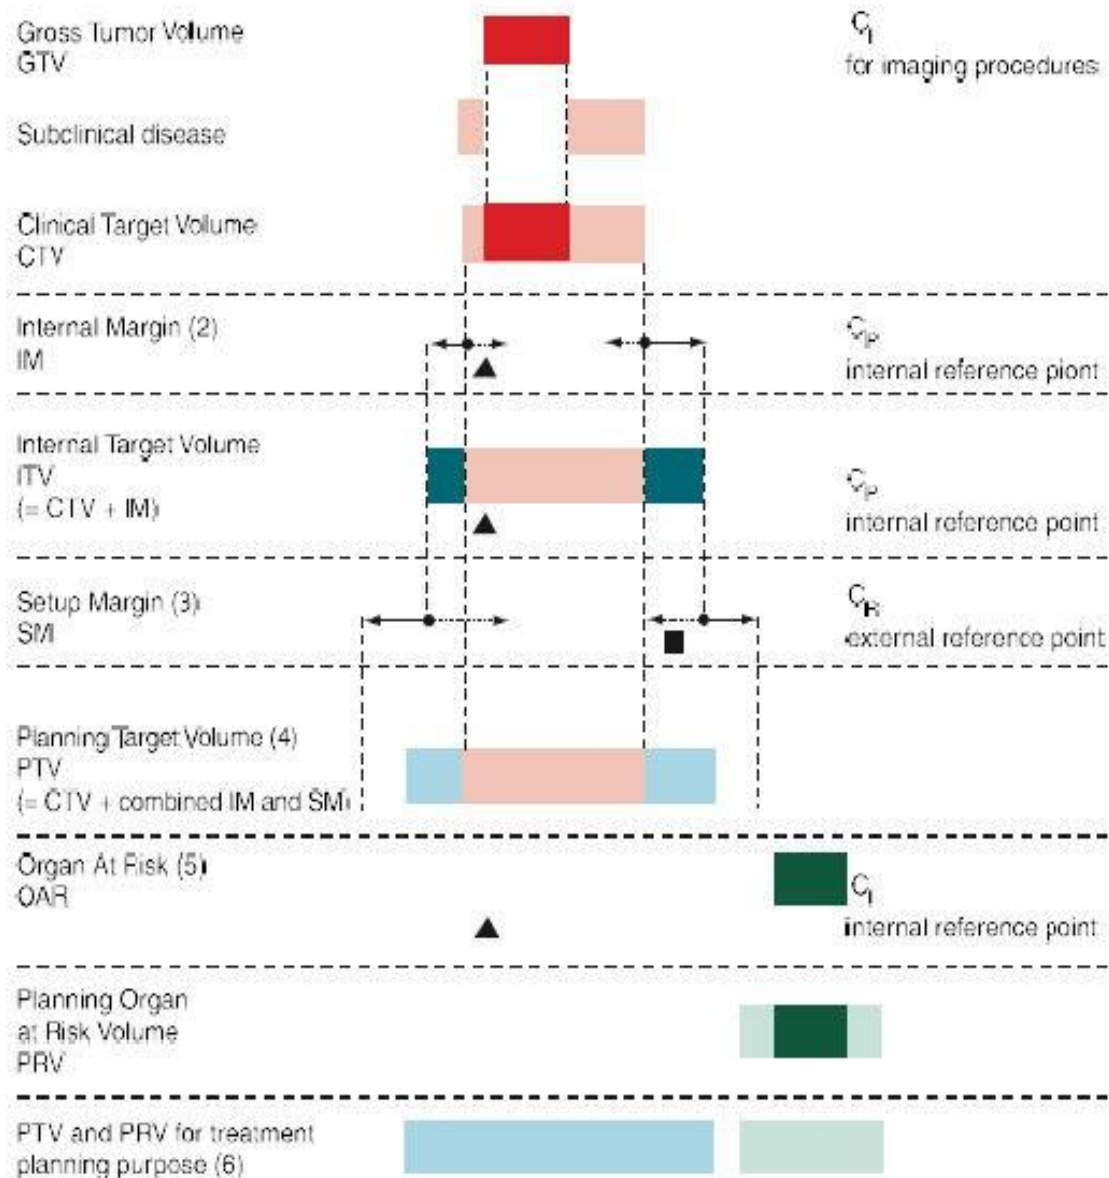 Gross Tumor Volume
GTV
C_I
for imaging procedures
Subclinical disease
Clinical Target Volume
CTV
Internal Margin (2)
IM
C_P
internal reference piont
Internal Target Volume
ITV
(= CTV + IM)
C_P
internal reference point
Setup Margin (3)
SM
C_R
external reference point
Planning Target Volume (4)
PTV
(= CTV + combined IM and SM)
Organ At Risk (5)
OAR
C_I
internal reference point
Planning Organ
at Risk Volume
PRV
PTV and PRV for treatment
planning purpose (6)